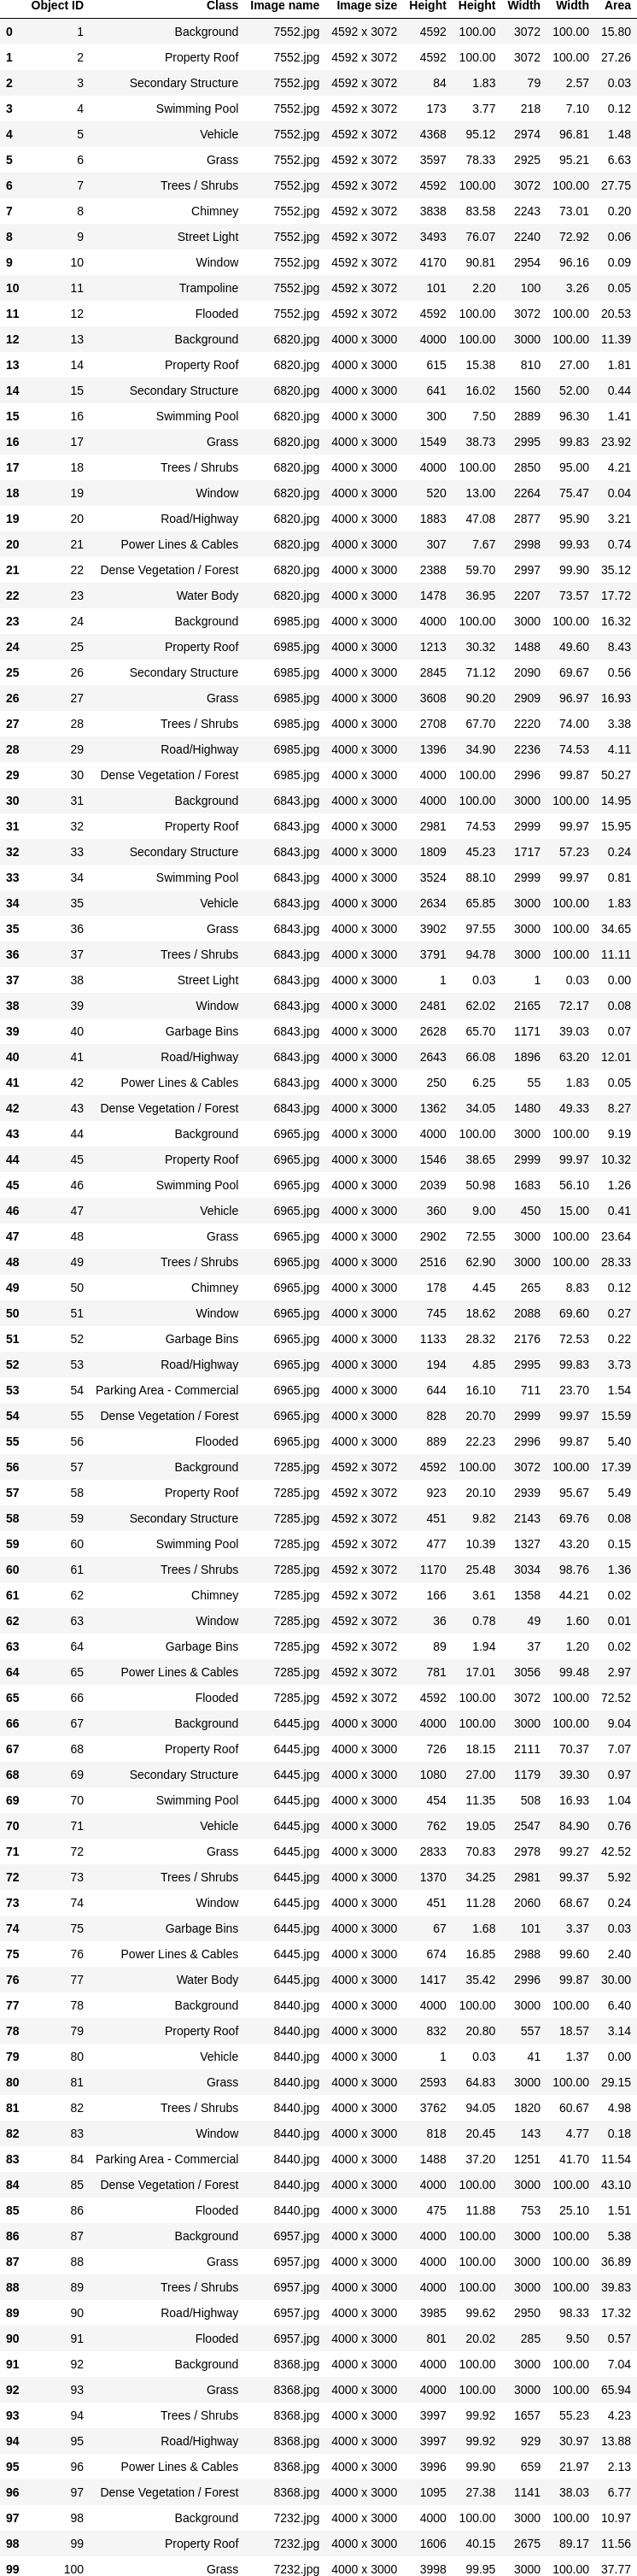 Object ID Class Image name Image size Height Height Width Width Area
0 1 Background 7552.jpg 4592 x 3072 4592 100.00 3072 100.00 15.80
1 2 Property Roof 7552.jpg 4592 x 3072 4592 100.00 3072 100.00 27.26
2 3 Secondary Structure 7552.jpg 4592 x 3072 84 1.83 79 2.57 0.03
3 4 Swimming Pool 7552.jpg 4592 x 3072 173 3.77 218 7.10 0.12
4 5 Vehicle 7552.jpg 4592 x 3072 4368 95.12 2974 96.81 1.48
5 6 Grass 7552.jpg 4592 x 3072 3597 78.33 2925 95.21 6.63
6 7 Trees / Shrubs 7552.jpg 4592 x 3072 4592 100.00 3072 100.00 27.75
7 8 Chimney 7552.jpg 4592 x 3072 3838 83.58 2243 73.01 0.20
8 9 Street Light 7552.jpg 4592 x 3072 3493 76.07 2240 72.92 0.06
9 10 Window 7552.jpg 4592 x 3072 4170 90.81 2954 96.16 0.09
10 11 Trampoline 7552.jpg 4592 x 3072 101 2.20 100 3.26 0.05
11 12 Flooded 7552.jpg 4592 x 3072 4592 100.00 3072 100.00 20.53
12 13 Background 6820.jpg 4000 x 3000 4000 100.00 3000 100.00 11.39
13 14 Property Roof 6820.jpg 4000 x 3000 615 15.38 810 27.00 1.81
14 15 Secondary Structure 6820.jpg 4000 x 3000 641 16.02 1560 52.00 0.44
15 16 Swimming Pool 6820.jpg 4000 x 3000 300 7.50 2889 96.30 1.41
16 17 Grass 6820.jpg 4000 x 3000 1549 38.73 2995 99.83 23.92
17 18 Trees / Shrubs 6820.jpg 4000 x 3000 4000 100.00 2850 95.00 4.21
18 19 Window 6820.jpg 4000 x 3000 520 13.00 2264 75.47 0.04
19 20 Road/Highway 6820.jpg 4000 x 3000 1883 47.08 2877 95.90 3.21
20 21 Power Lines & Cables 6820.jpg 4000 x 3000 307 7.67 2998 99.93 0.74
21 22 Dense Vegetation / Forest 6820.jpg 4000 x 3000 2388 59.70 2997 99.90 35.12
22 23 Water Body 6820.jpg 4000 x 3000 1478 36.95 2207 73.57 17.72
23 24 Background 6985.jpg 4000 x 3000 4000 100.00 3000 100.00 16.32
24 25 Property Roof 6985.jpg 4000 x 3000 1213 30.32 1488 49.60 8.43
25 26 Secondary Structure 6985.jpg 4000 x 3000 2845 71.12 2090 69.67 0.56
26 27 Grass 6985.jpg 4000 x 3000 3608 90.20 2909 96.97 16.93
27 28 Trees / Shrubs 6985.jpg 4000 x 3000 2708 67.70 2220 74.00 3.38
28 29 Road/Highway 6985.jpg 4000 x 3000 1396 34.90 2236 74.53 4.11
29 30 Dense Vegetation / Forest 6985.jpg 4000 x 3000 4000 100.00 2996 99.87 50.27
30 31 Background 6843.jpg 4000 x 3000 4000 100.00 3000 100.00 14.95
31 32 Property Roof 6843.jpg 4000 x 3000 2981 74.53 2999 99.97 15.95
32 33 Secondary Structure 6843.jpg 4000 x 3000 1809 45.23 1717 57.23 0.24
33 34 Swimming Pool 6843.jpg 4000 x 3000 3524 88.10 2999 99.97 0.81
34 35 Vehicle 6843.jpg 4000 x 3000 2634 65.85 3000 100.00 1.83
35 36 Grass 6843.jpg 4000 x 3000 3902 97.55 3000 100.00 34.65
36 37 Trees / Shrubs 6843.jpg 4000 x 3000 3791 94.78 3000 100.00 11.11
37 38 Street Light 6843.jpg 4000 x 3000 1 0.03 1 0.03 0.00
38 39 Window 6843.jpg 4000 x 3000 2481 62.02 2165 72.17 0.08
39 40 Garbage Bins 6843.jpg 4000 x 3000 2628 65.70 1171 39.03 0.07
40 41 Road/Highway 6843.jpg 4000 x 3000 2643 66.08 1896 63.20 12.01
41 42 Power Lines & Cables 6843.jpg 4000 x 3000 250 6.25 55 1.83 0.05
42 43 Dense Vegetation / Forest 6843.jpg 4000 x 3000 1362 34.05 1480 49.33 8.27
43 44 Background 6965.jpg 4000 x 3000 4000 100.00 3000 100.00 9.19
44 45 Property Roof 6965.jpg 4000 x 3000 1546 38.65 2999 99.97 10.32
45 46 Swimming Pool 6965.jpg 4000 x 3000 2039 50.98 1683 56.10 1.26
46 47 Vehicle 6965.jpg 4000 x 3000 360 9.00 450 15.00 0.41
47 48 Grass 6965.jpg 4000 x 3000 2902 72.55 3000 100.00 23.64
48 49 Trees / Shrubs 6965.jpg 4000 x 3000 2516 62.90 3000 100.00 28.33
49 50 Chimney 6965.jpg 4000 x 3000 178 4.45 265 8.83 0.12
50 51 Window 6965.jpg 4000 x 3000 745 18.62 2088 69.60 0.27
51 52 Garbage Bins 6965.jpg 4000 x 3000 1133 28.32 2176 72.53 0.22
52 53 Road/Highway 6965.jpg 4000 x 3000 194 4.85 2995 99.83 3.73
53 54 Parking Area - Commercial 6965.jpg 4000 x 3000 644 16.10 711 23.70 1.54
54 55 Dense Vegetation / Forest 6965.jpg 4000 x 3000 828 20.70 2999 99.97 15.59
55 56 Flooded 6965.jpg 4000 x 3000 889 22.23 2996 99.87 5.40
56 57 Background 7285.jpg 4592 x 3072 4592 100.00 3072 100.00 17.39
57 58 Property Roof 7285.jpg 4592 x 3072 923 20.10 2939 95.67 5.49
58 59 Secondary Structure 7285.jpg 4592 x 3072 451 9.82 2143 69.76 0.08
59 60 Swimming Pool 7285.jpg 4592 x 3072 477 10.39 1327 43.20 0.15
60 61 Trees / Shrubs 7285.jpg 4592 x 3072 1170 25.48 3034 98.76 1.36
61 62 Chimney 7285.jpg 4592 x 3072 166 3.61 1358 44.21 0.02
62 63 Window 7285.jpg 4592 x 3072 36 0.78 49 1.60 0.01
63 64 Garbage Bins 7285.jpg 4592 x 3072 89 1.94 37 1.20 0.02
64 65 Power Lines & Cables 7285.jpg 4592 x 3072 781 17.01 3056 99.48 2.97
65 66 Flooded 7285.jpg 4592 x 3072 4592 100.00 3072 100.00 72.52
66 67 Background 6445.jpg 4000 x 3000 4000 100.00 3000 100.00 9.04
67 68 Property Roof 6445.jpg 4000 x 3000 726 18.15 2111 70.37 7.07
68 69 Secondary Structure 6445.jpg 4000 x 3000 1080 27.00 1179 39.30 0.97
69 70 Swimming Pool 6445.jpg 4000 x 3000 454 11.35 508 16.93 1.04
70 71 Vehicle 6445.jpg 4000 x 3000 762 19.05 2547 84.90 0.76
71 72 Grass 6445.jpg 4000 x 3000 2833 70.83 2978 99.27 42.52
72 73 Trees / Shrubs 6445.jpg 4000 x 3000 1370 34.25 2981 99.37 5.92
73 74 Window 6445.jpg 4000 x 3000 451 11.28 2060 68.67 0.24
74 75 Garbage Bins 6445.jpg 4000 x 3000 67 1.68 101 3.37 0.03
75 76 Power Lines & Cables 6445.jpg 4000 x 3000 674 16.85 2988 99.60 2.40
76 77 Water Body 6445.jpg 4000 x 3000 1417 35.42 2996 99.87 30.00
77 78 Background 8440.jpg 4000 x 3000 4000 100.00 3000 100.00 6.40
78 79 Property Roof 8440.jpg 4000 x 3000 832 20.80 557 18.57 3.14
79 80 Vehicle 8440.jpg 4000 x 3000 1 0.03 41 1.37 0.00
80 81 Grass 8440.jpg 4000 x 3000 2593 64.83 3000 100.00 29.15
81 82 Trees / Shrubs 8440.jpg 4000 x 3000 3762 94.05 1820 60.67 4.98
82 83 Window 8440.jpg 4000 x 3000 818 20.45 143 4.77 0.18
83 84 Parking Area - Commercial 8440.jpg 4000 x 3000 1488 37.20 1251 41.70 11.54
84 85 Dense Vegetation / Forest 8440.jpg 4000 x 3000 4000 100.00 3000 100.00 43.10
85 86 Flooded 8440.jpg 4000 x 3000 475 11.88 753 25.10 1.51
86 87 Background 6957.jpg 4000 x 3000 4000 100.00 3000 100.00 5.38
87 88 Grass 6957.jpg 4000 x 3000 4000 100.00 3000 100.00 36.89
88 89 Trees / Shrubs 6957.jpg 4000 x 3000 4000 100.00 3000 100.00 39.83
89 90 Road/Highway 6957.jpg 4000 x 3000 3985 99.62 2950 98.33 17.32
90 91 Flooded 6957.jpg 4000 x 3000 801 20.02 285 9.50 0.57
91 92 Background 8368.jpg 4000 x 3000 4000 100.00 3000 100.00 7.04
92 93 Grass 8368.jpg 4000 x 3000 4000 100.00 3000 100.00 65.94
93 94 Trees / Shrubs 8368.jpg 4000 x 3000 3997 99.92 1657 55.23 4.23
94 95 Road/Highway 8368.jpg 4000 x 3000 3997 99.92 929 30.97 13.88
95 96 Power Lines & Cables 8368.jpg 4000 x 3000 3996 99.90 659 21.97 2.13
96 97 Dense Vegetation / Forest 8368.jpg 4000 x 3000 1095 27.38 1141 38.03 6.77
97 98 Background 7232.jpg 4000 x 3000 4000 100.00 3000 100.00 10.97
98 99 Property Roof 7232.jpg 4000 x 3000 1606 40.15 2675 89.17 11.56
99 100 Grass 7232.jpg 4000 x 3000 3998 99.95 3000 100.00 37.77